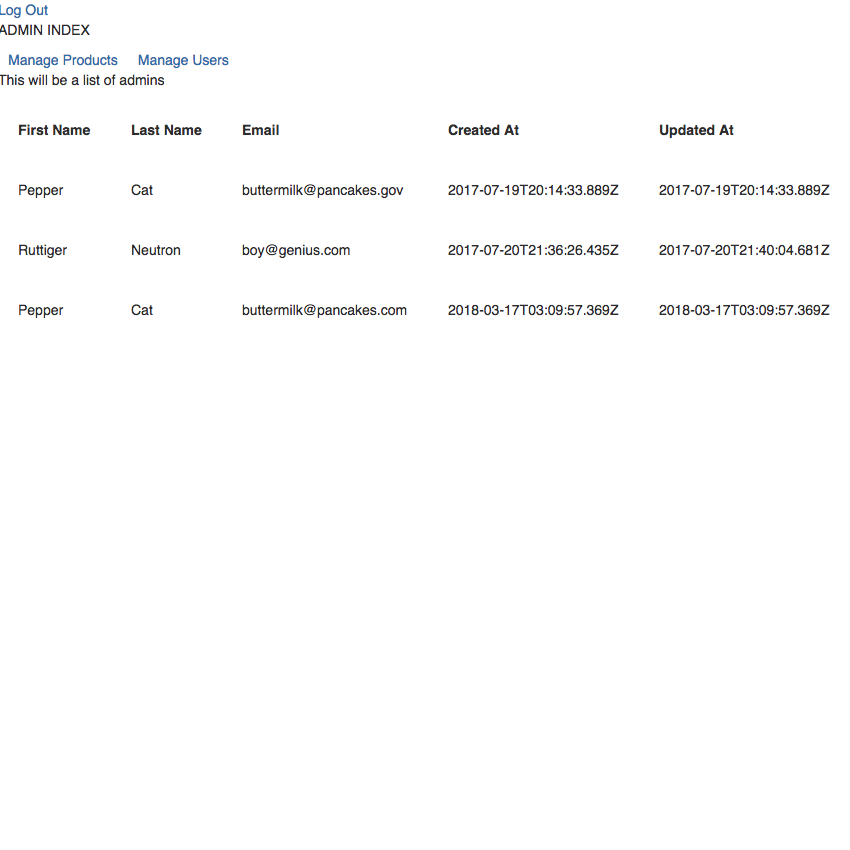 Log Out
ADMIN INDEX
Manage Products Manage Users
This will be a list of admins
First Name Last Name Email Created At Updated At
Pepper Cat buttermilk@pancakes.gov 2017-07-19T20:14:33.889Z 2017-07-19T20:14:33.889Z
Ruttiger Neutron boy@genius.com 2017-07-20T21:36:26.435Z 2017-07-20T21:40:04.681Z
Pepper Cat buttermilk@pancakes.com 2018-03-17T03:09:57.369Z 2018-03-17T03:09:57.369Z